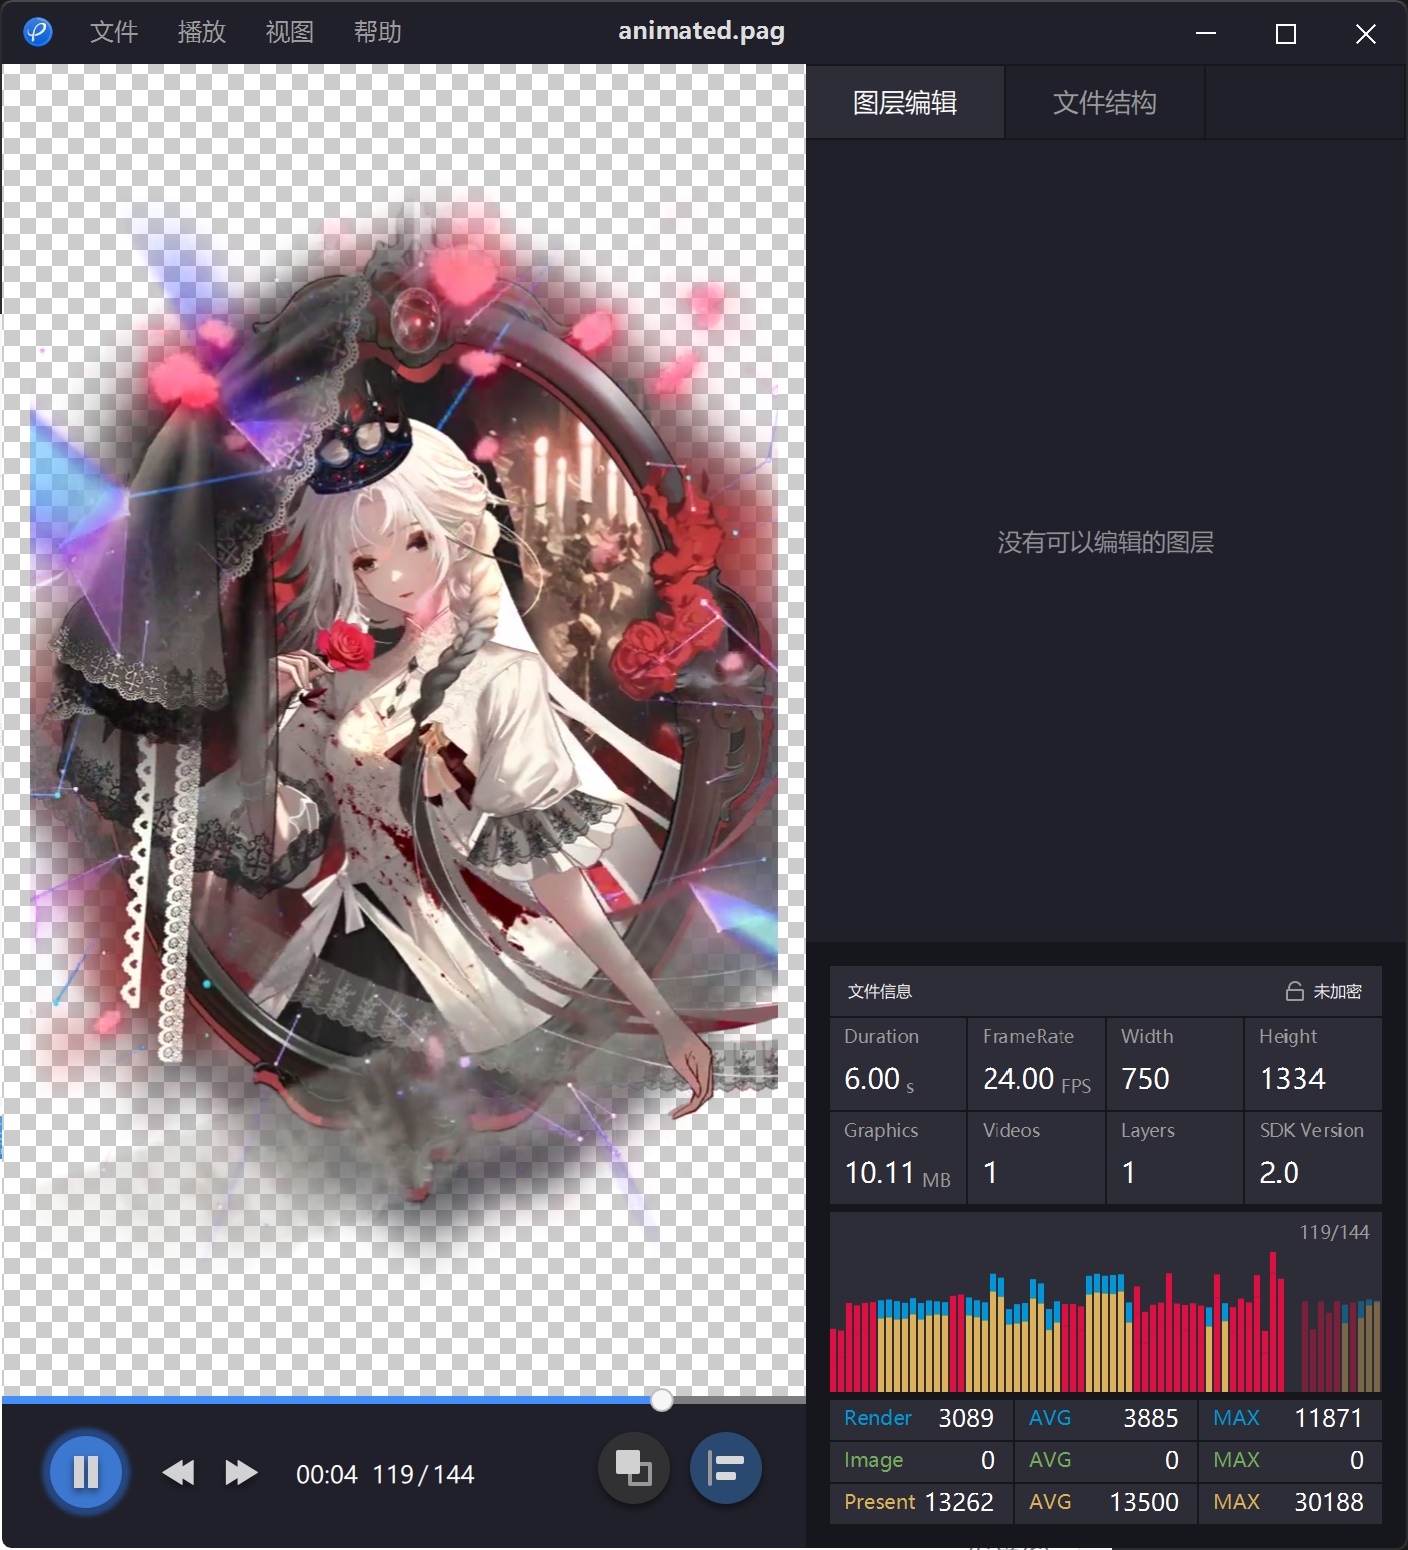 文件 播放 视图 帮助 animated.pag
图层编辑 文件结构
没有可以编辑的图层
文件信息 未加密
Duration FrameRate Width Height
6.00 s 24.00 FPS 750 1334
Graphics Videos Layers SDK Version
10.11 MB 1 1 2.0
119/144
Render 3089 AVG 3885 MAX 11871
Image 0 AVG 0 MAX 0
Present 13262 AVG 13500 MAX 30188
00:04 119/144